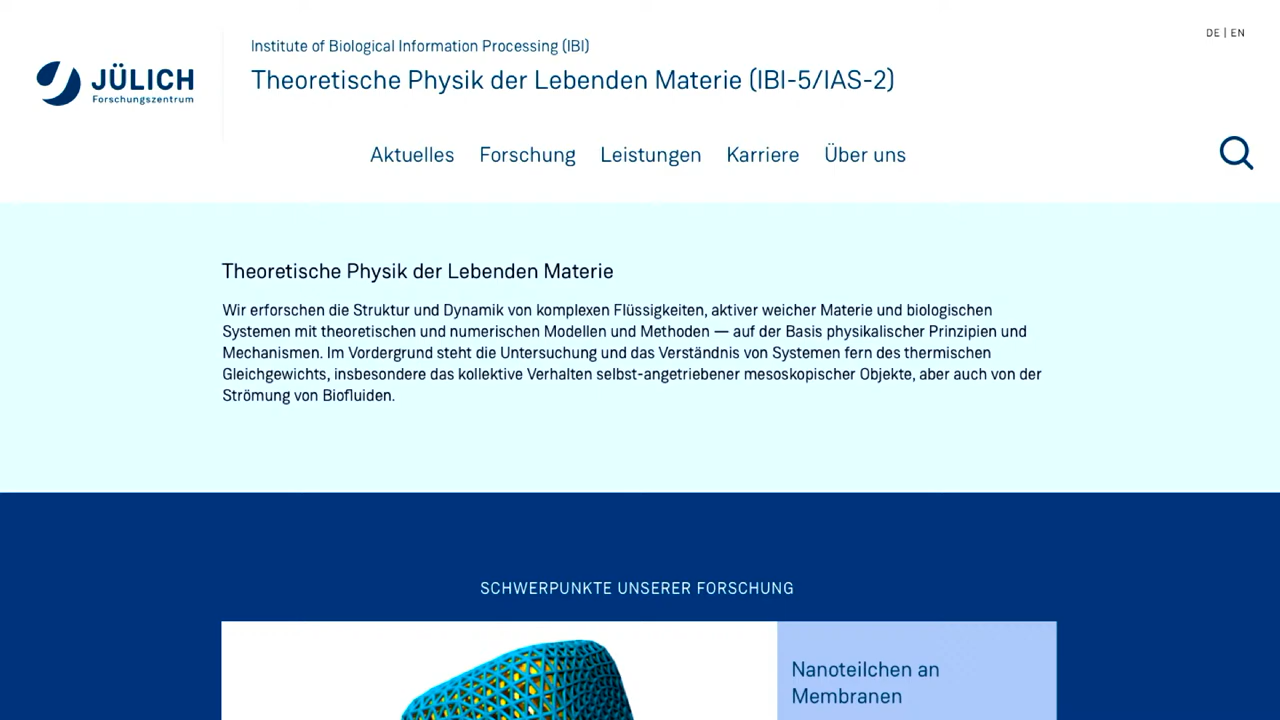 DE | EN
JÜLICH
Forschungszentrum
Institute of Biological Information Processing (IBI)
Theoretische Physik der Lebenden Materie (IBI-5/IAS-2)
Aktuelles Forschung Leistungen Karriere Über uns
Theoretische Physik der Lebenden Materie
Wir erforschen die Struktur und Dynamik von komplexen Flüssigkeiten, aktiver weicher Materie und biologischen
Systemen mit theoretischen und numerischen Modellen und Methoden — auf der Basis physikalischer Prinzipien und
Mechanismen. Im Vordergrund steht die Untersuchung und das Verständnis von Systemen fern des thermischen
Gleichgewichts, insbesondere das kollektive Verhalten selbst-angetriebener mesoskopischer Objekte, aber auch von der
Strömung von Biofluiden.
SCHWERPUNKTE UNSERER FORSCHUNG
Nanoteilchen an
Membranen